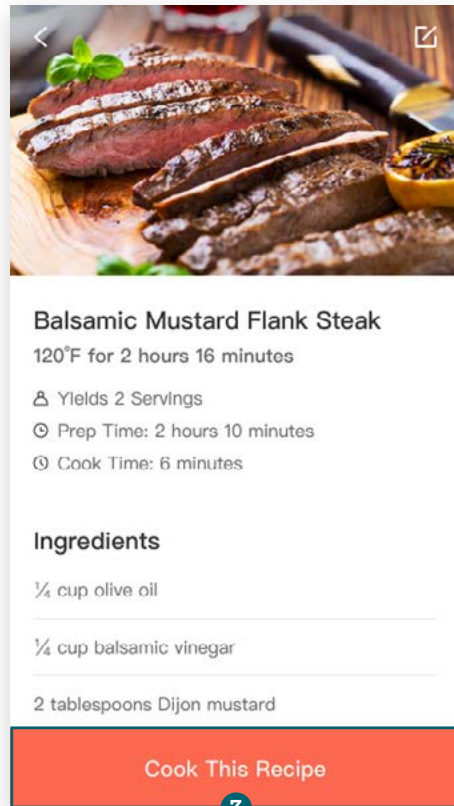 Balsamic Mustard Flank Steak
120°F for 2 hours 16 minutes
Yields 2 Servings
Prep Time: 2 hours 10 minutes
Cook Time: 6 minutes
Ingredients
¼ cup olive oil
¼ cup balsamic vinegar
2 tablespoons Dijon mustard
Cook This Recipe
3